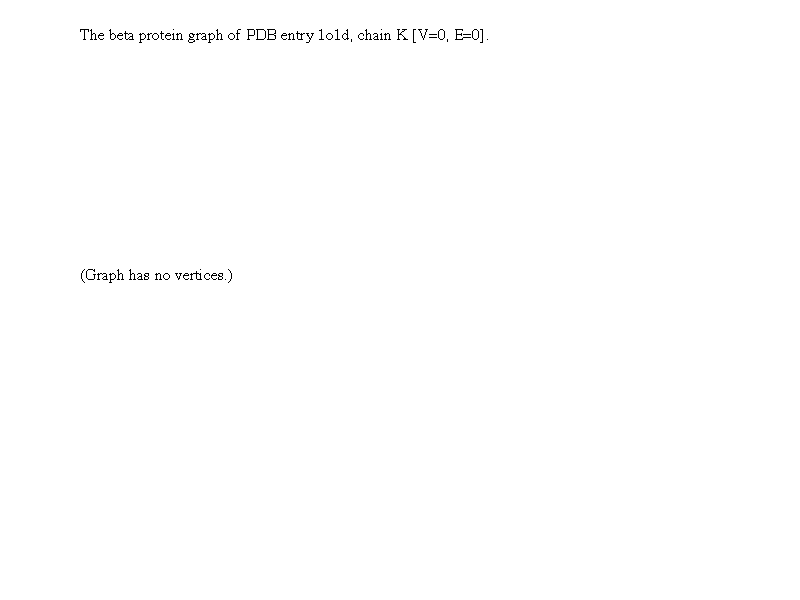 The beta protein graph of PDB entry 1o1d, chain K [V=0, E=0].
(Graph has no vertices.)